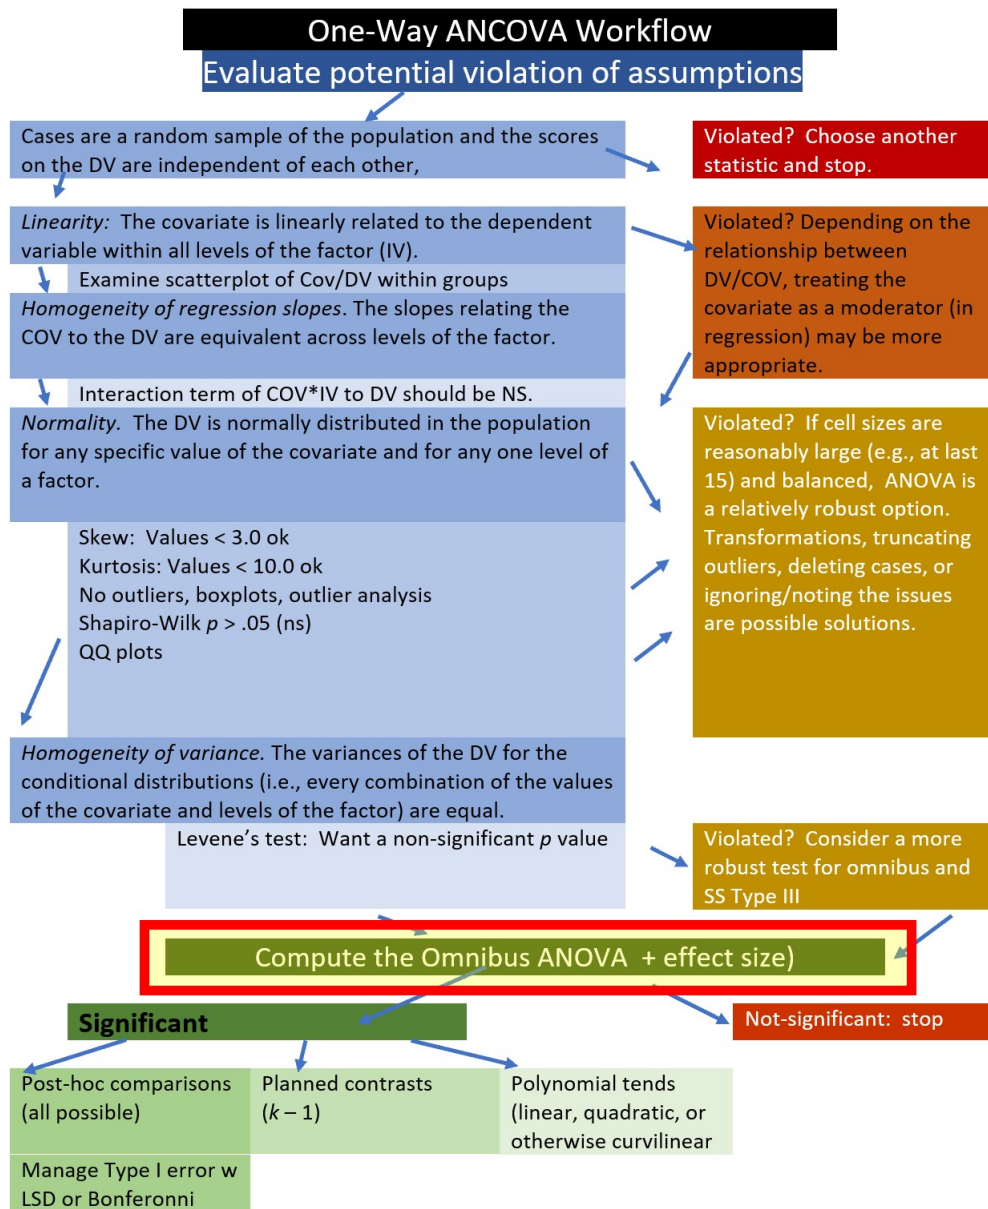 One-Way ANCOVA Workflow
Evaluate potential violation of assumptions
Cases are a random sample of the population and the scores
on the DV are independent of each other,
Violated? Choose another
statistic and stop.
Linearity: The covariate is linearly related to the dependent
variable within all levels of the factor (IV).
Examine scatterplot of Cov/DV within groups
Violated? Depending on the
relationship between
DV/COV, treating the
covariate as a moderator (in
regression) may be more
appropriate.
Homogeneity of regression slopes. The slopes relating the
COV to the DV are equivalent across levels of the factor.
Interaction term of COV*IV to DV should be NS.
Normality. The DV is normally distributed in the population
for any specific value of the covariate and for any one level of
a factor.
Skew: Values < 3.0 ok
Kurtosis: Values < 10.0 ok
No outliers, boxplots, outlier analysis
Shapiro-Wilk p > .05 (ns)
QQ plots
Violated? If cell sizes are
reasonably large (e.g., at last
15) and balanced, ANOVA is
a relatively robust option.
Transformations, truncating
outliers, deleting cases, or
ignoring/noting the issues
are possible solutions.
Homogeneity of variance. The variances of the DV for the
conditional distributions (i.e., every combination of the values
of the covariate and levels of the factor) are equal.
Levene's test: Want a non-significant p value
Violated? Consider a more
robust test for omnibus and
SS Type III
Compute the Omnibus ANOVA + effect size)
Significant
Not-significant: stop
Post-hoc comparisons
(all possible)
Planned contrasts
(k – 1)
Polynomial tends
(linear, quadratic, or
otherwise curvilinear
Manage Type I error w
LSD or Bonferonni